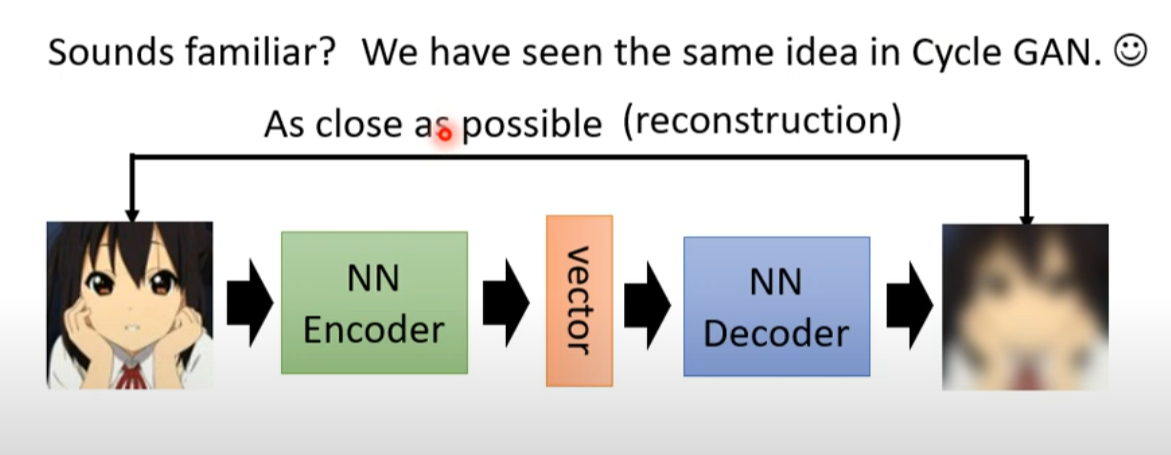 Sounds familiar? We have seen the same idea in Cycle GAN. ☺
As close as possible (reconstruction)
NN
Encoder
vector
NN
Decoder